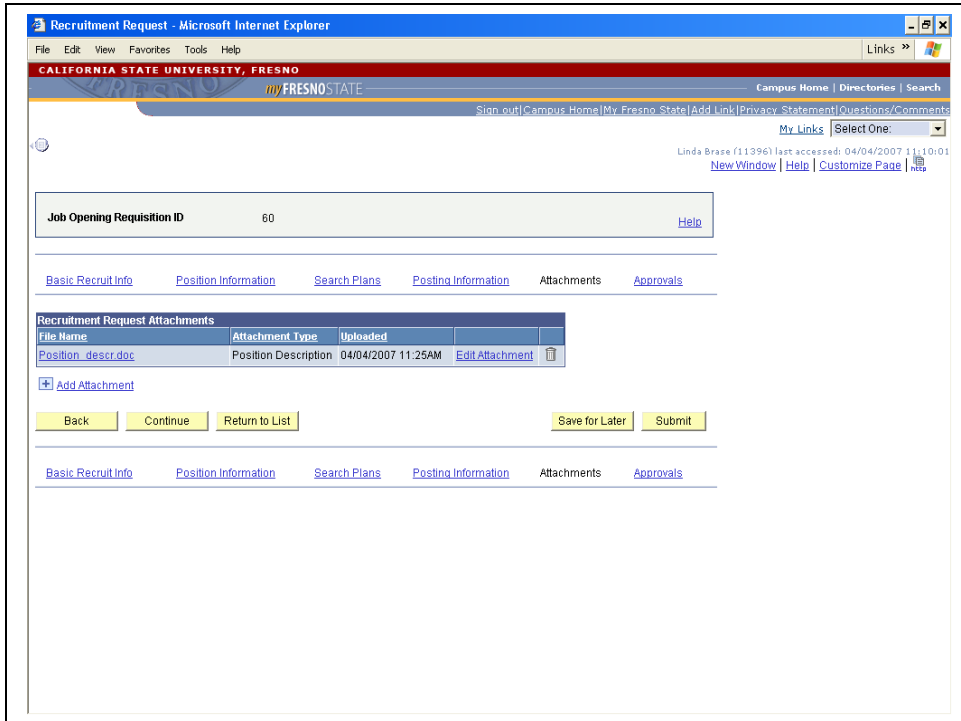 Recruitment Request - Microsoft Internet Explorer
File Edit View Favorites Tools Help Links »
CALIFORNIA STATE UNIVERSITY, FRESNO
FRESNO myFRESNOSTATE Campus Home | Directories | Search
Sign out|Campus Home|My Fresno State|Add Link|Privacy Statement|Questions/Comments
My Links Select One:
Linda Brase (11396) last accessed: 04/04/2007 11:10:01
New Window | Help | Customize Page | http
Job Opening Requisition ID 60 Help
Basic Recruit Info Position Information Search Plans Posting Information Attachments Approvals
Recruitment Request Attachments
File Name Attachment Type Uploaded
Position_descr.doc Position Description 04/04/2007 11:25AM Edit Attachment
Add Attachment
Back Continue Return to List Save for Later Submit
Basic Recruit Info Position Information Search Plans Posting Information Attachments Approvals